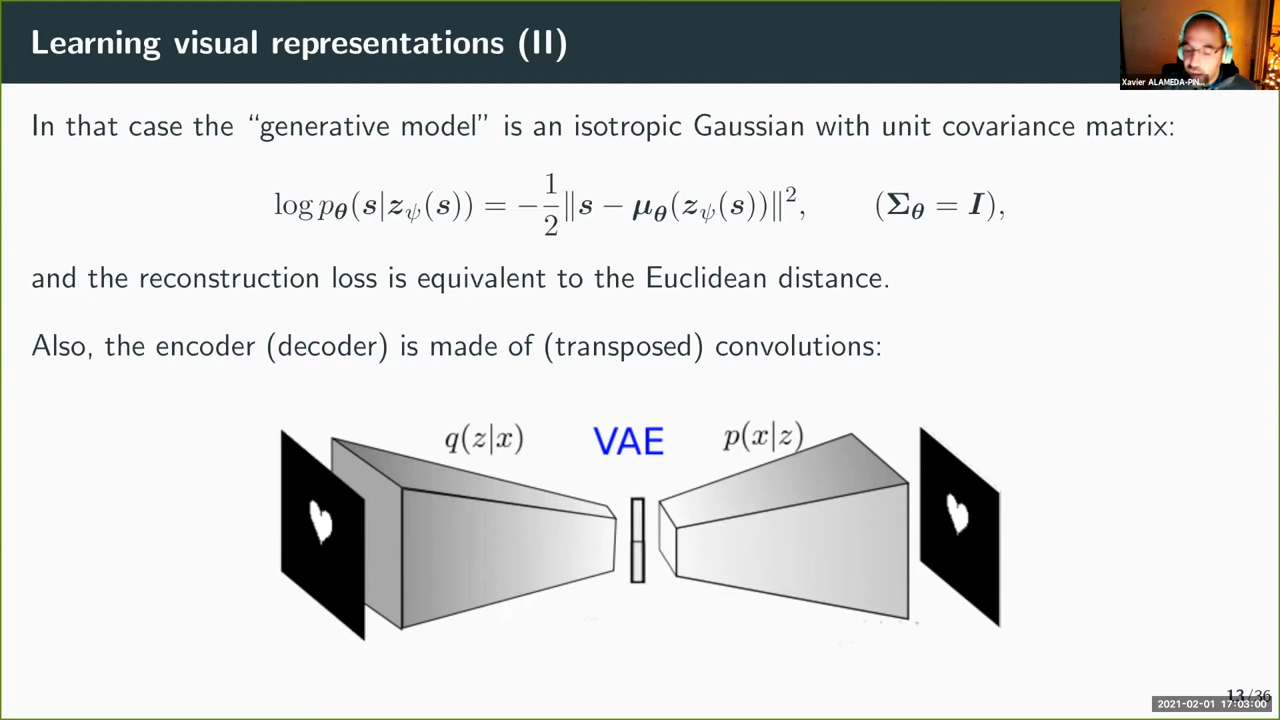 Learning visual representations (II)
Xavier ALAMEDA-PIN...
In that case the “generative model” is an isotropic Gaussian with unit covariance matrix:
log p_θ(s|z_ψ(s)) = −1/2 ‖s − μ_θ(z_ψ(s))‖², (Σ_θ = I),
and the reconstruction loss is equivalent to the Euclidean distance.
Also, the encoder (decoder) is made of (transposed) convolutions:
q(z|x) VAE p(x|z)
13/36
2021-02-01 17:03:00